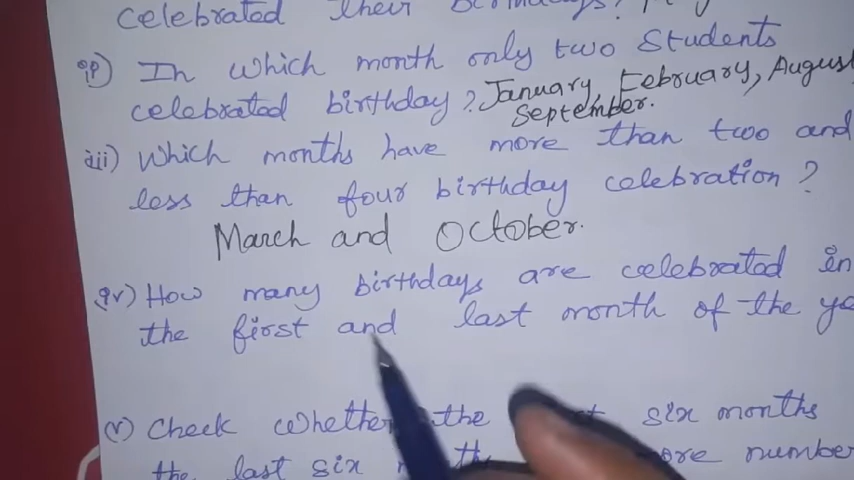 celebrated their
ii) In which month only two students
celebrated birthday? January, February, August
September.
iii) Which months have more than two and
less than four birthday celebration?
March and October.
iv) How many birthdays are celebrated in
the first and last month of the
(v) Check whether the six months
the last six number